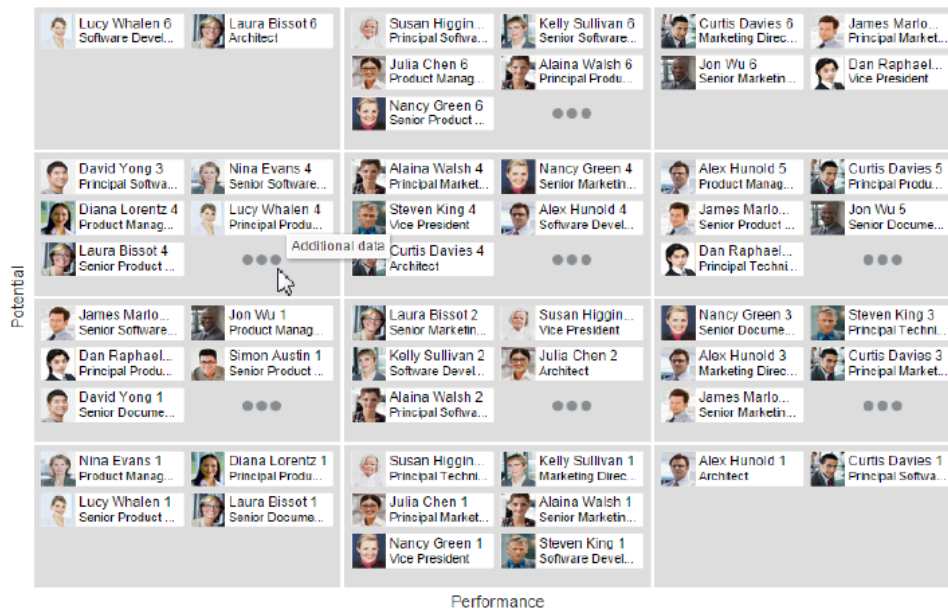 Lucy Whalen 6
Software Devel...
Laura Bissot 6
Architect
Susan Higgin...
Principal Softwa...
Kelly Sullivan 6
Senior Software...
Julia Chen 6
Product Manag...
Alaina Walsh 6
Principal Produ...
Nancy Green 6
Senior Product ...
Curtis Davies 6
Marketing Direc...
James Marlo...
Principal Market...
Jon Wu 6
Senior Marketin...
Dan Raphael...
Vice President
David Yong 3
Principal Softwa...
Nina Evans 4
Senior Software...
Diana Lorentz 4
Product Manag...
Lucy Whalen 4
Principal Produ...
Laura Bissot 4
Senior Product ...
Additional data
Alaina Walsh 4
Principal Market...
Nancy Green 4
Senior Marketin...
Steven King 4
Vice President
Alex Hunold 4
Software Devel...
Curtis Davies 4
Architect
Alex Hunold 5
Product Manag...
Curtis Davies 5
Principal Produ...
James Marlo...
Senior Product ...
Jon Wu 5
Senior Docume...
Dan Raphael...
Principal Techni...
Potential
James Marlo...
Senior Software...
Jon Wu 1
Product Manag...
Dan Raphael...
Principal Produ...
Simon Austin 1
Senior Product ...
David Yong 1
Senior Docume...
Laura Bissot 2
Senior Marketin...
Susan Higgin...
Vice President
Kelly Sullivan 2
Software Devel...
Julia Chen 2
Architect
Alaina Walsh 2
Principal Softwa...
Nancy Green 3
Senior Docume...
Steven King 3
Principal Techni...
Alex Hunold 3
Marketing Direc...
Curtis Davies 3
Principal Market...
James Marlo...
Senior Marketin...
Nina Evans 1
Product Manag...
Diana Lorentz 1
Principal Produ...
Lucy Whalen 1
Senior Product ...
Laura Bissot 1
Senior Docume...
Susan Higgin...
Principal Techni...
Kelly Sullivan 1
Marketing Direc...
Julia Chen 1
Principal Market...
Alaina Walsh 1
Senior Marketin...
Nancy Green 1
Vice President
Steven King 1
Software Devel...
Alex Hunold 1
Architect
Curtis Davies 1
Principal Softwa...
Performance